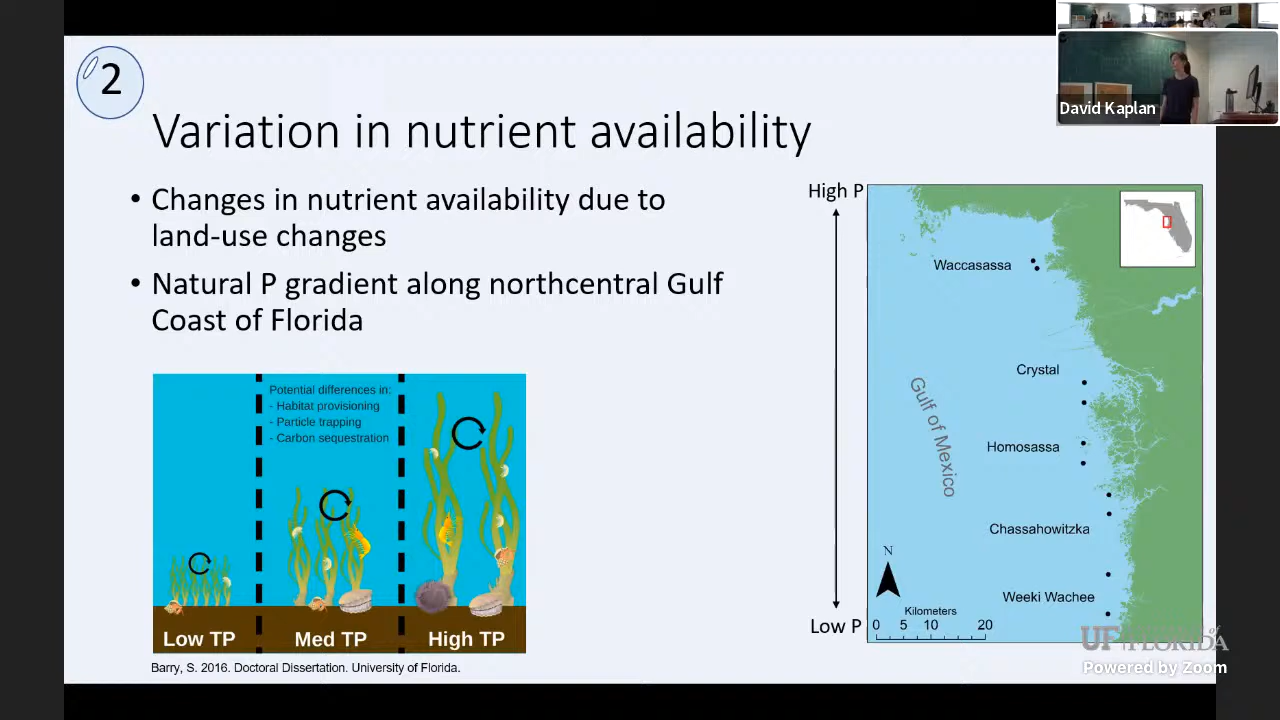 2
David Kaplan
Variation in nutrient availability
• Changes in nutrient availability due to
land-use changes
• Natural P gradient along northcentral Gulf
Coast of Florida
Potential differences in:
- Habitat provisioning
- Particle trapping
- Carbon sequestration
Low TP
Med TP
High TP
Barry, S. 2016. Doctoral Dissertation. University of Florida.
High P
Low P
Waccasassa
Crystal
Homosassa
Gulf of Mexico
Chassahowitzka
Weeki Wachee
N
Kilometers
0 5 10 20
UF University of FLORIDA
Powered by Zoom